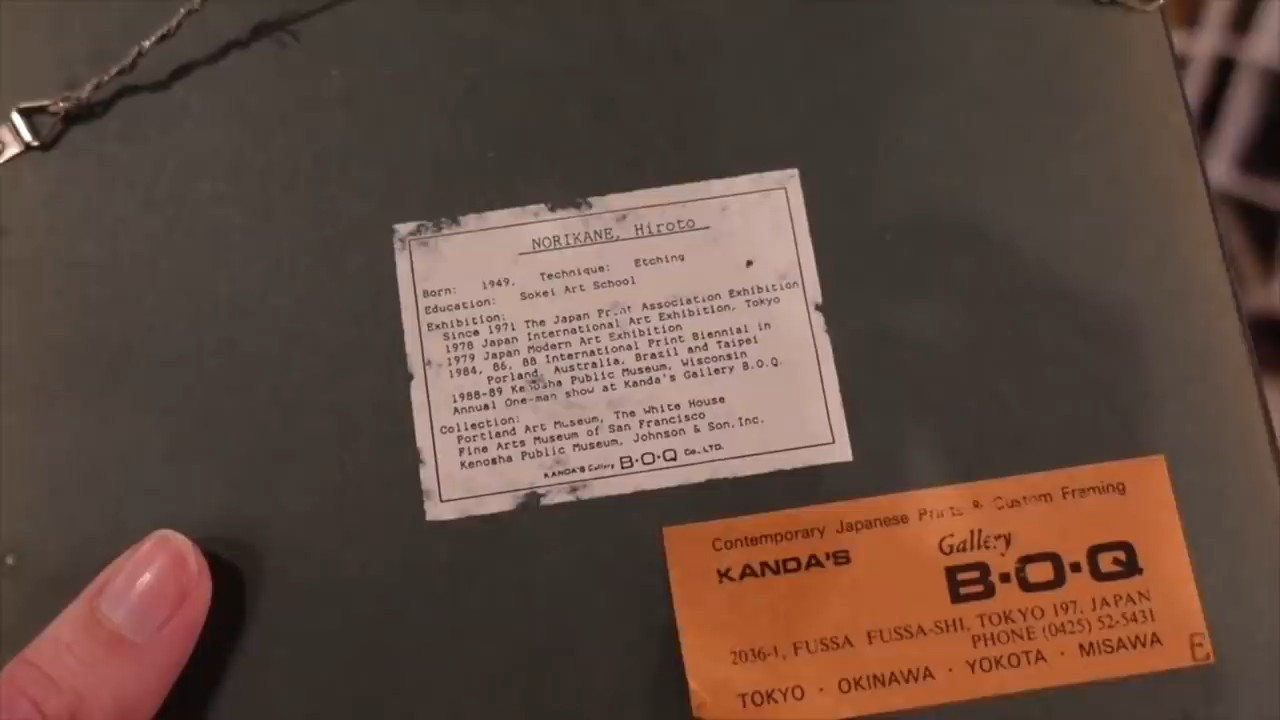 NORIKANE, Hiroto
Born: 1949, Technique: Etching
Education: Sokei Art School
Exhibition:
Since 1971 The Japan Print Association Exhibition
1978 Japan International Art Exhibition, Tokyo
1979 Japan Modern Art Exhibition
1984, 86, 88 International Print Biennial in
Porland, Australia, Brazil and Taipei
1988-89 Kenosha Public Museum, Wisconsin
Annual One-man show at Kanda's Gallery B.O.Q.
Collection:
Portland Art Museum, The White House
Fine Arts Museum of San Francisco
Kenosha Public Museum, Johnson & Son, Inc.
KANDA'S Gallery B·O·Q Co., LTD.
Contemporary Japanese Prints & Custom Framing
KANDA'S Gallery B·O·Q
2036-1, FUSSA FUSSA-SHI, TOKYO 197, JAPAN
PHONE (0425) 52-5431
TOKYO · OKINAWA · YOKOTA · MISAWA
E